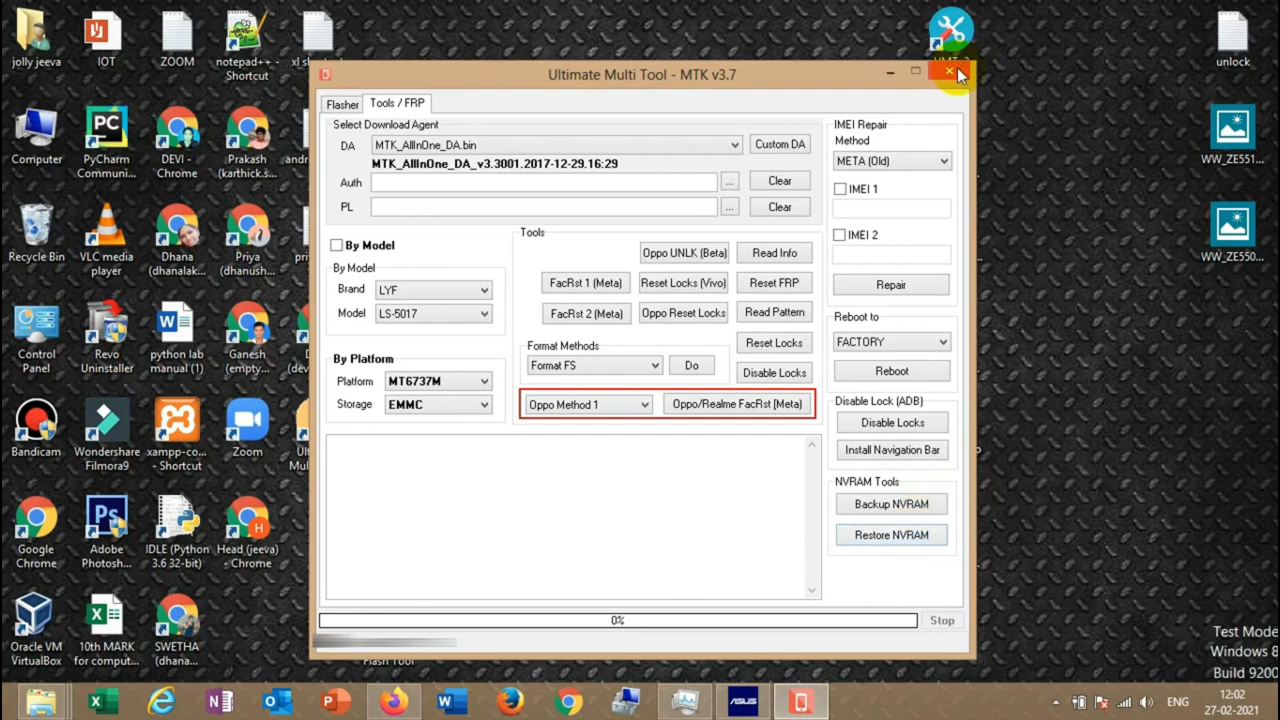 jolly jeeva
IOT
ZOOM
notepad++ -
Shortcut
xl
unlock
Computer
PyCharm
Communi...
DEVI -
Chrome
Prakash
(karthick.s...
WW_ZE551...
Recycle Bin
VLC media
player
Dhana
(dhanalak...
Priya
(dhanush...
WW_ZE550...
Control
Panel
Revo
Uninstaller
python lab
manual (1)
Ganesh
(empty...
Bandicam
Wondershare
Filmora9
xampp-co...
- Shortcut
Zoom
Google
Chrome
Adobe
Photosh...
IDLE (Python
3.6 32-bit)
Head (jeeva)
- Chrome
Oracle VM
VirtualBox
10th MARK
for comput...
SWETHA
(dhana...
Ultimate Multi Tool - MTK v3.7
Flasher
Tools / FRP
Select Download Agent
DA
MTK_AllInOne_DA.bin
Custom DA
MTK_AllInOne_DA_v3.3001.2017-12-29.16:29
Auth
...
Clear
PL
...
Clear
By Model
By Model
Brand
LYF
Model
LS-5017
By Platform
Platform
MT6737M
Storage
EMMC
Tools
Oppo UNLK (Beta)
Read Info
FacRst 1 (Meta)
Reset Locks (Vivo)
Reset FRP
FacRst 2 (Meta)
Oppo Reset Locks
Read Pattern
Format Methods
Reset Locks
Format FS
Do
Disable Locks
Oppo Method 1
Oppo/Realme FacRst (Meta)
IMEI Repair
Method
META (Old)
IMEI 1
IMEI 2
Repair
Reboot to
FACTORY
Reboot
Disable Lock (ADB)
Disable Locks
Install Navigation Bar
NVRAM Tools
Backup NVRAM
Restore NVRAM
0%
Stop
Flash Tool
Test Mode
Windows 8
Build 9200
ENG
12:02
27-02-2021